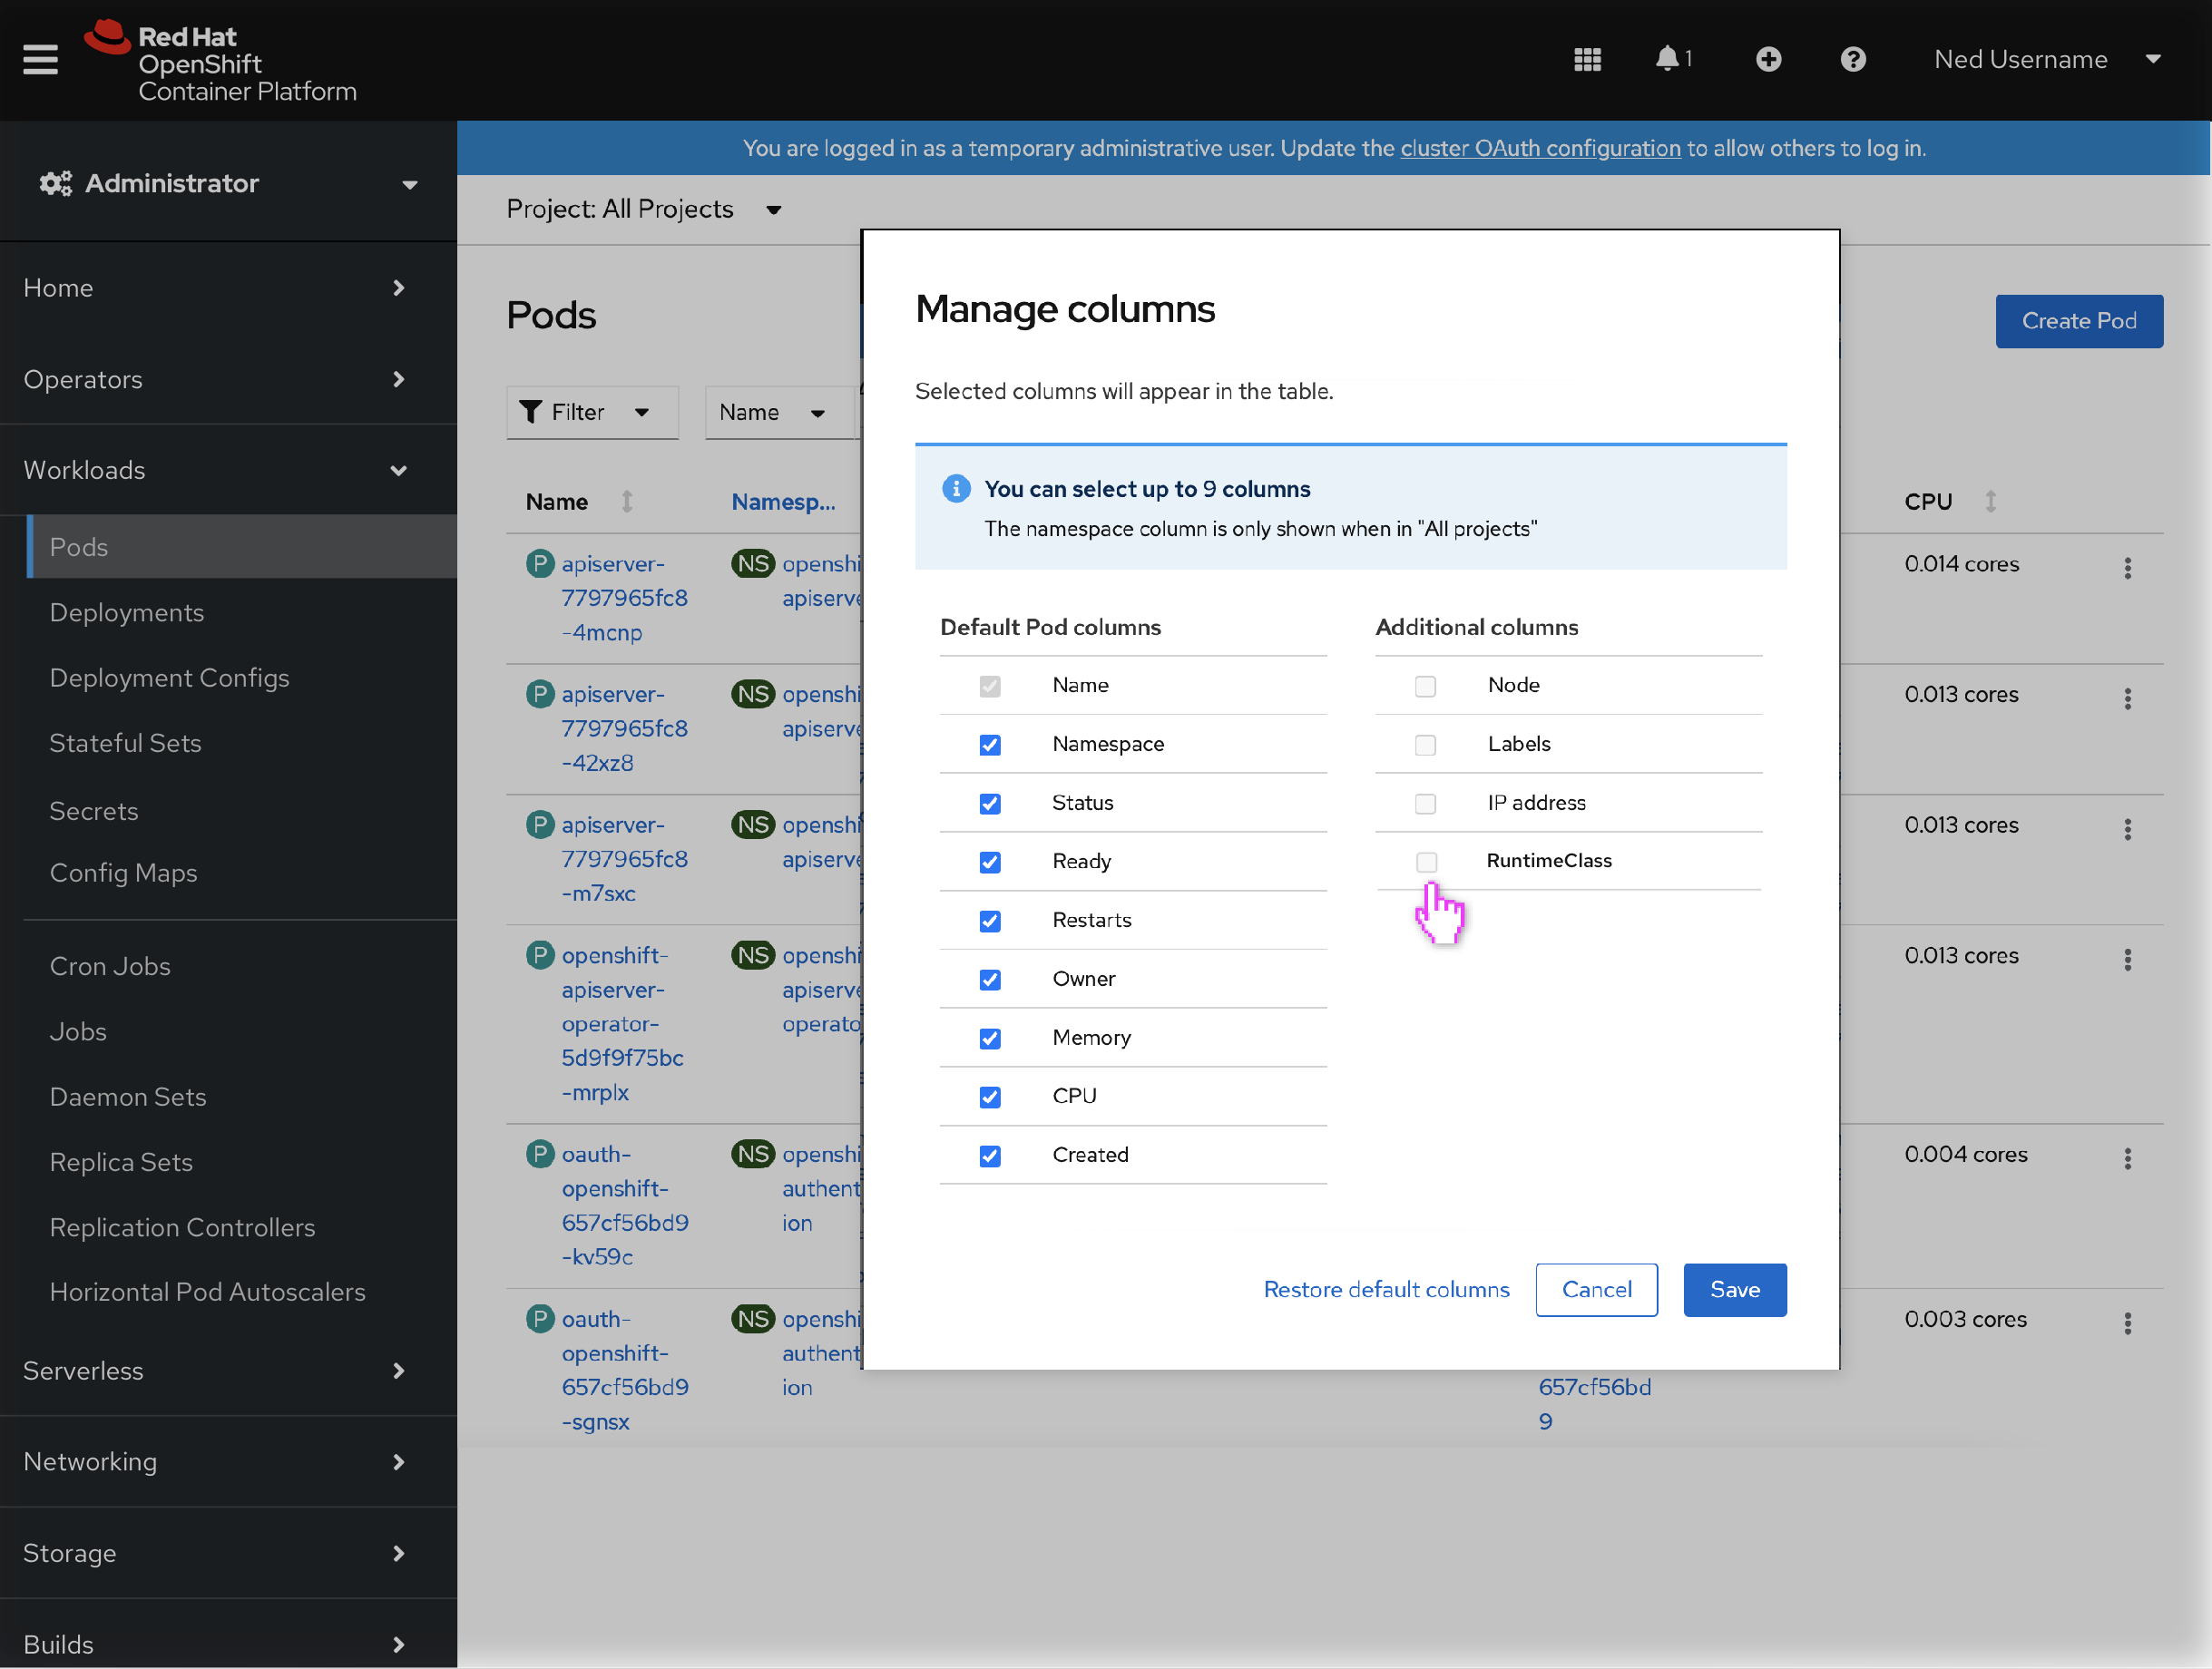 Red Hat
OpenShift
Container Platform
1
Ned Username
Administrator
Home
Operators
Workloads
Pods
Deployments
Deployment Configs
Stateful Sets
Secrets
Config Maps
Cron Jobs
Jobs
Daemon Sets
Replica Sets
Replication Controllers
Horizontal Pod Autoscalers
Serverless
Networking
Storage
Builds
You are logged in as a temporary administrative user. Update the cluster OAuth configuration to allow others to log in.
Project: All Projects
Pods
Create Pod
Filter
Name
Name
Namesp...
CPU
P apiserver-
7797965fc8
-4mcnp
NS openshi
apiserve
0.014 cores
P apiserver-
7797965fc8
-42xz8
NS openshi
apiserve
0.013 cores
P apiserver-
7797965fc8
-m7sxc
NS openshi
apiserve
0.013 cores
P openshift-
apiserver-
operator-
5d9f9f75bc
-mrplx
NS openshi
apiserve
operato
0.013 cores
P oauth-
openshift-
657cf56bd9
-kv59c
NS openshi
authent
ion
0.004 cores
P oauth-
openshift-
657cf56bd9
-sgnsx
NS openshi
authent
ion
657cf56bd
9
0.003 cores
Manage columns
Selected columns will appear in the table.
You can select up to 9 columns
The namespace column is only shown when in "All projects"
Default Pod columns
Name
Namespace
Status
Ready
Restarts
Owner
Memory
CPU
Created
Additional columns
Node
Labels
IP address
RuntimeClass
Restore default columns
Cancel
Save